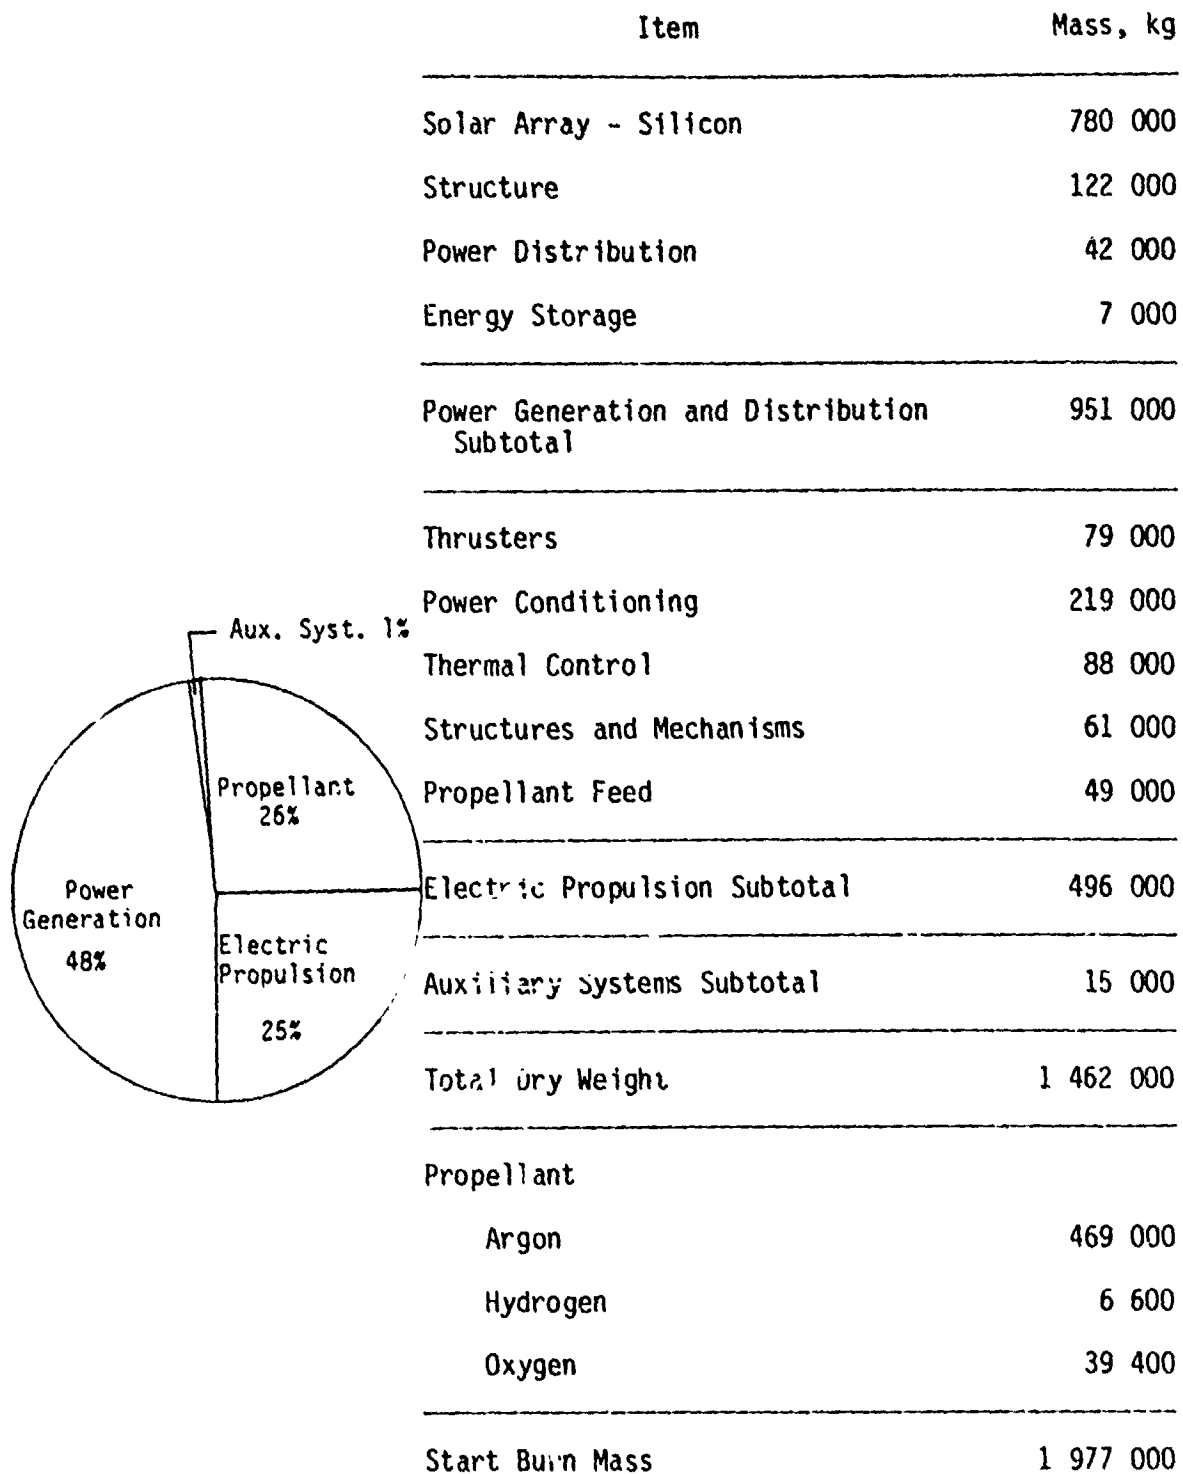 Item Mass, kg
Solar Array - Silicon 780 000
Structure 122 000
Power Distribution 42 000
Energy Storage 7 000
Power Generation and Distribution 951 000
Subtotal
Thrusters 79 000
Power Conditioning 219 000
Thermal Control 88 000
Structures and Mechanisms 61 000
Propellant Feed 49 000
Electric Propulsion Subtotal 496 000
Auxiliary Systems Subtotal 15 000
Total Dry Weight 1 462 000
Propellant
Argon 469 000
Hydrogen 6 600
Oxygen 39 400
Start Burn Mass 1 977 000
Aux. Syst. 1%
Propellant
26%
Power
Generation
48%
Electric
Propulsion
25%